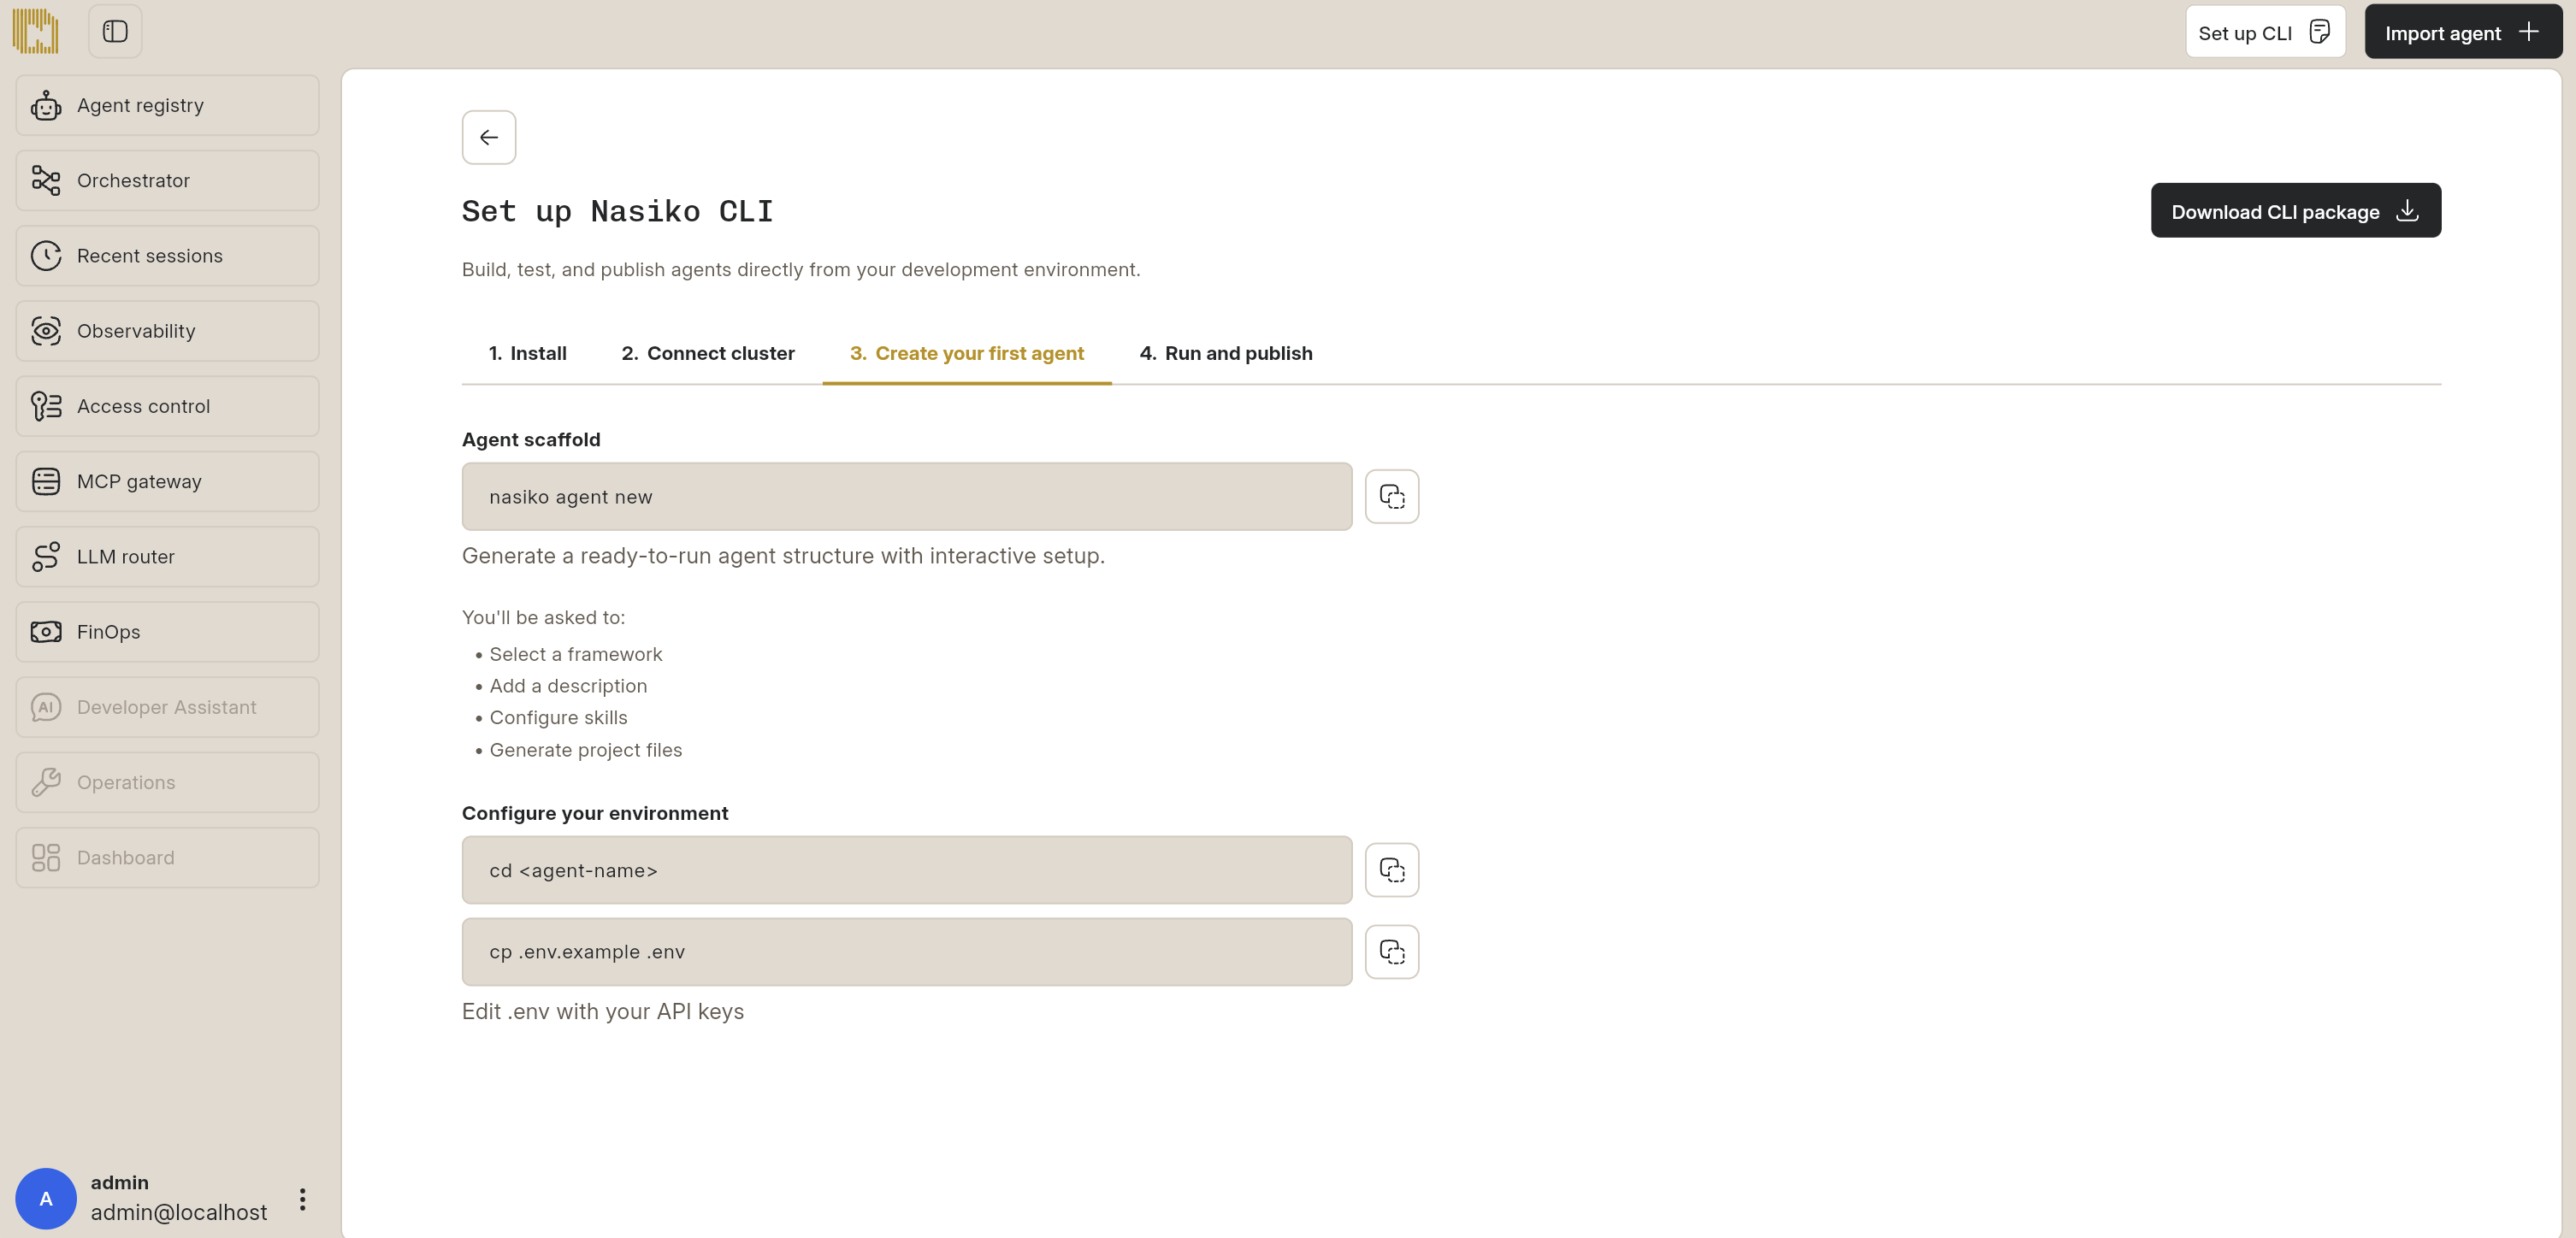 Set up CLI
Import agent
Agent registry
Orchestrator
Recent sessions
Observability
Access control
MCP gateway
LLM router
FinOps
AI
Developer Assistant
Operations
Dashboard
A
admin
admin@localhost
Set up Nasiko CLI
Download CLI package
Build, test, and publish agents directly from your development environment.
1. Install
2. Connect cluster
3. Create your first agent
4. Run and publish
Agent scaffold
nasiko agent new
Generate a ready-to-run agent structure with interactive setup.
You'll be asked to:
• Select a framework
• Add a description
• Configure skills
• Generate project files
Configure your environment
cd <agent-name>
cp .env.example .env
Edit .env with your API keys